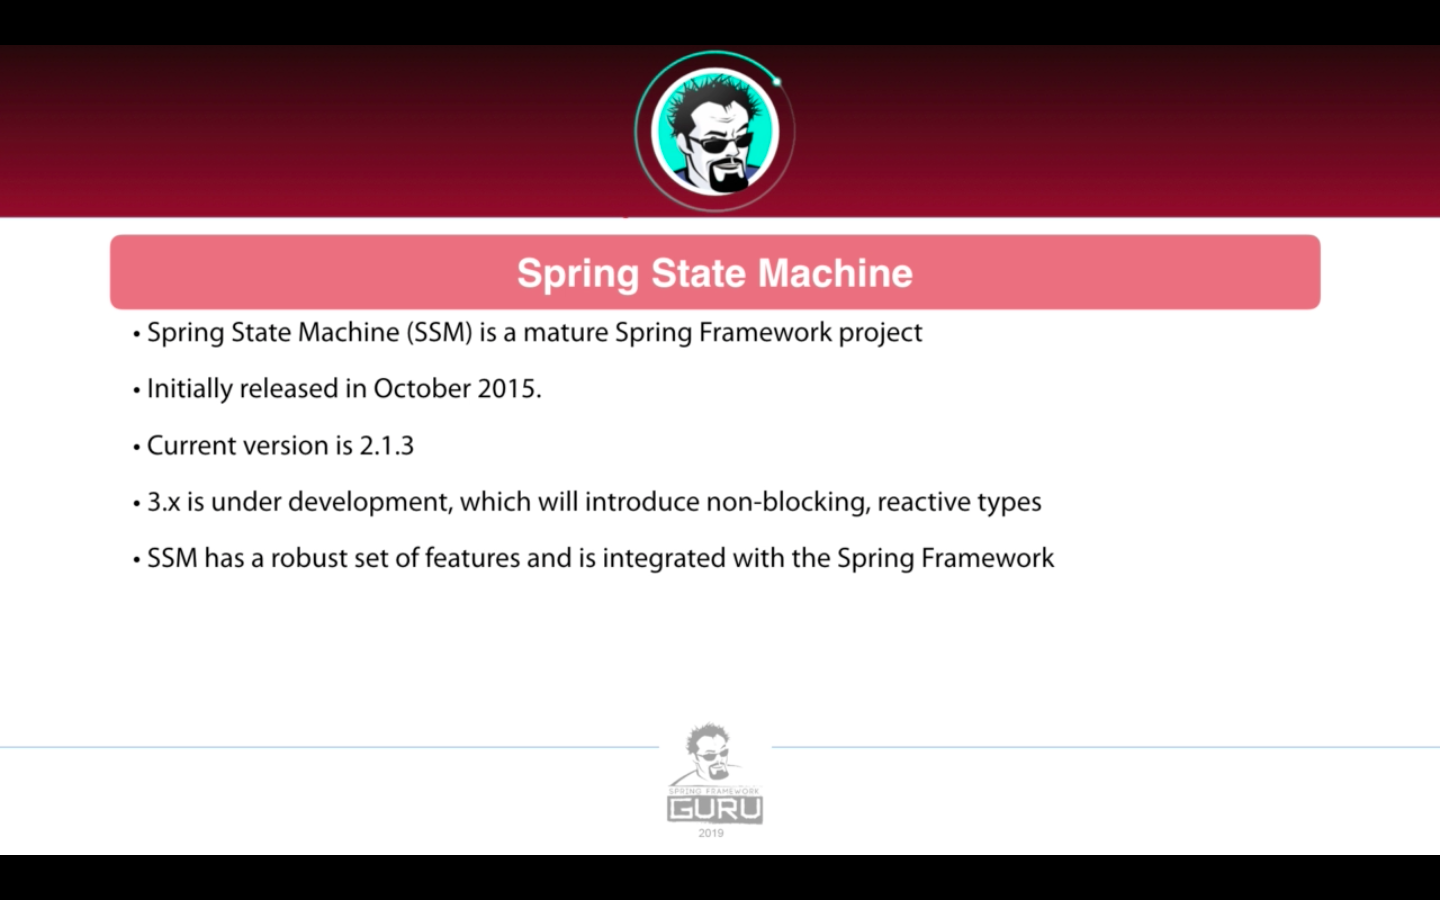 Spring State Machine
• Spring State Machine (SSM) is a mature Spring Framework project
• Initially released in October 2015.
• Current version is 2.1.3
• 3.x is under development, which will introduce non-blocking, reactive types
• SSM has a robust set of features and is integrated with the Spring Framework
SPRING FRAMEWORK
GURU
2019